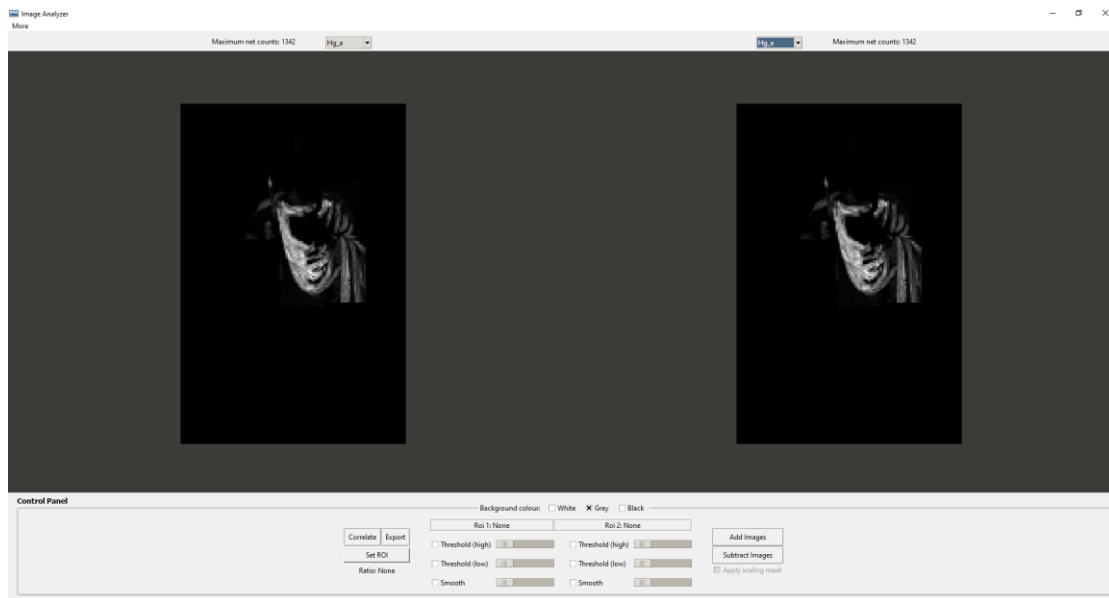 Image Analyzer
More
Maximum net counts: 1342 Hg_a Hg_a Maximum net counts: 1342
Control Panel
Background colour: White Grey Black
Roi 1: None Roi 2: None
Correlate Export Add Images
Threshold (high) Threshold (high)
Set ROI Subtract Images
Threshold (low) Threshold (low)
Ratio: None Apply scaling mask
Smooth Smooth